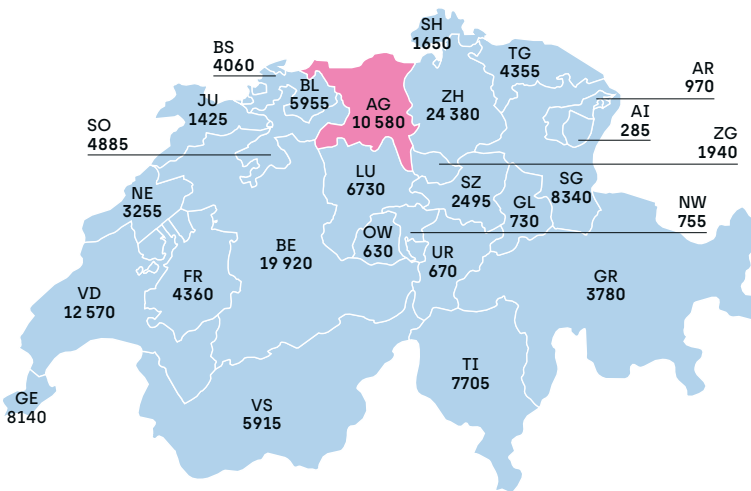 SH
1650
BS
4060
TG
4355
AR
970
BL
5955
JU
1425
AG
10 580
ZH
24 380
AI
285
SO
4885
ZG
1940
LU
6730
SZ
2495
SG
8340
NE
3255
GL
730
NW
755
OW
630
BE
19 920
UR
670
FR
4360
GR
3780
VD
12 570
TI
7705
GE
8140
VS
5915